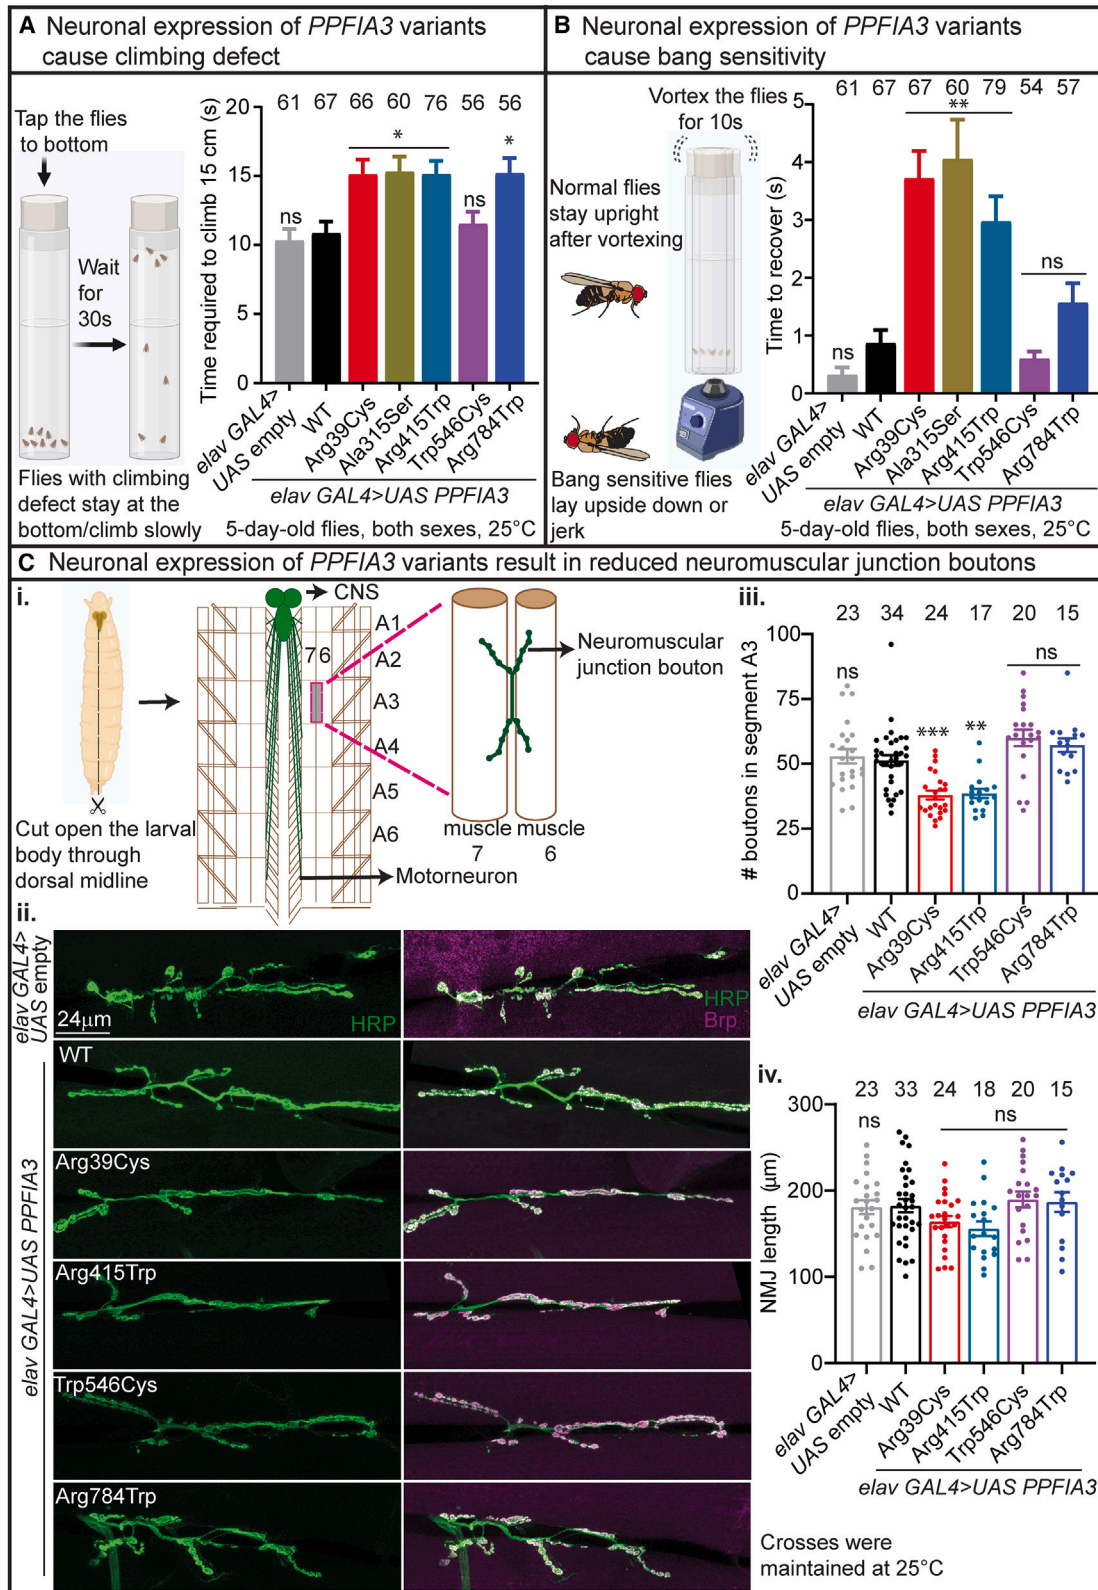 A Neuronal expression of PPFIA3 variants
cause climbing defect
Tap the flies
to bottom
Wait
for
30s
Flies with climbing
defect stay at the
bottom/climb slowly
61 67 66 60 76 56 56
Time required to climb 15 cm (s)
20
15
10
5
0
ns
*
ns
*
elav GAL4>
UAS empty
WT
Arg39Cys
Ala315Ser
Arg415Trp
Trp546Cys
Arg784Trp
elav GAL4>UAS PPFIA3
5-day-old flies, both sexes, 25°C
B Neuronal expression of PPFIA3 variants
cause bang sensitivity
Vortex the flies
for 10s
Normal flies
stay upright
after vortexing
Bang sensitive flies
lay upside down or
jerk
61 67 67 60 79 54 57
Time to recover (s)
5
4
3
2
1
0
ns
**
ns
elav GAL4>
UAS empty
WT
Arg39Cys
Ala315Ser
Arg415Trp
Trp546Cys
Arg784Trp
elav GAL4>UAS PPFIA3
5-day-old flies, both sexes, 25°C
C Neuronal expression of PPFIA3 variants result in reduced neuromuscular junction boutons
i.
Cut open the larval
body through
dorsal midline
CNS
76
A1
A2
A3
A4
A5
A6
Motorneuron
Neuromuscular
junction bouton
muscle muscle
7 6
ii.
elav GAL4>
UAS empty
24µm
HRP
HRP
Brp
elav GAL4>UAS PPFIA3
WT
Arg39Cys
Arg415Trp
Trp546Cys
Arg784Trp
iii.
23 34 24 17 20 15
# boutons in segment A3
100
75
50
25
0
ns
***
**
ns
elav GAL4>
UAS empty
WT
Arg39Cys
Arg415Trp
Trp546Cys
Arg784Trp
elav GAL4>UAS PPFIA3
iv.
23 33 24 18 20 15
NMJ length (µm)
300
200
100
0
ns
ns
elav GAL4>
UAS empty
WT
Arg39Cys
Arg415Trp
Trp546Cys
Arg784Trp
elav GAL4>UAS PPFIA3
Crosses were
maintained at 25°C